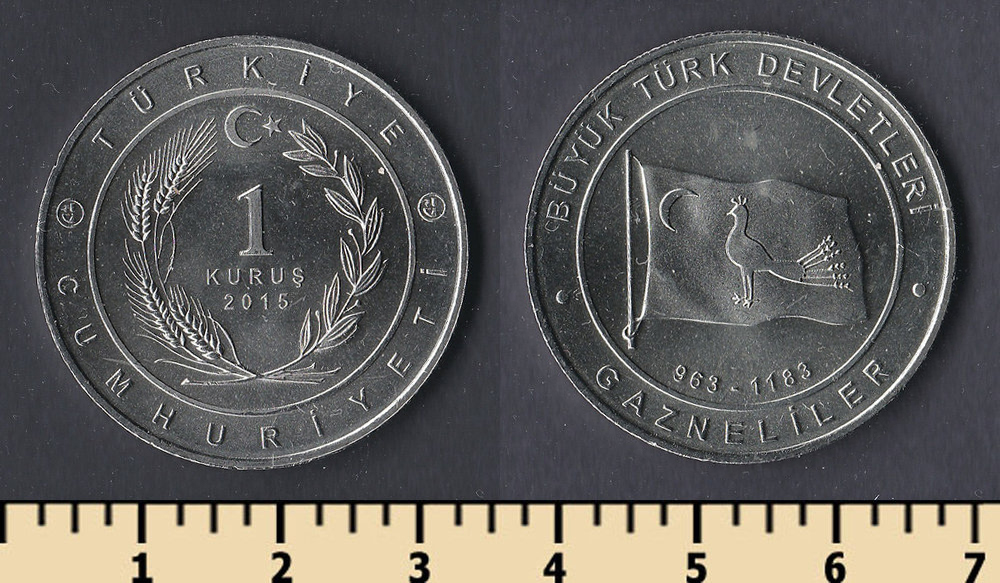 TÜRKİYE
CUMHURİYETİ
1
KURUŞ
2015
BÜYÜK TÜRK DEVLETLERİ
963 - 1183
GAZNELİLER
1 2 3 4 5 6 7